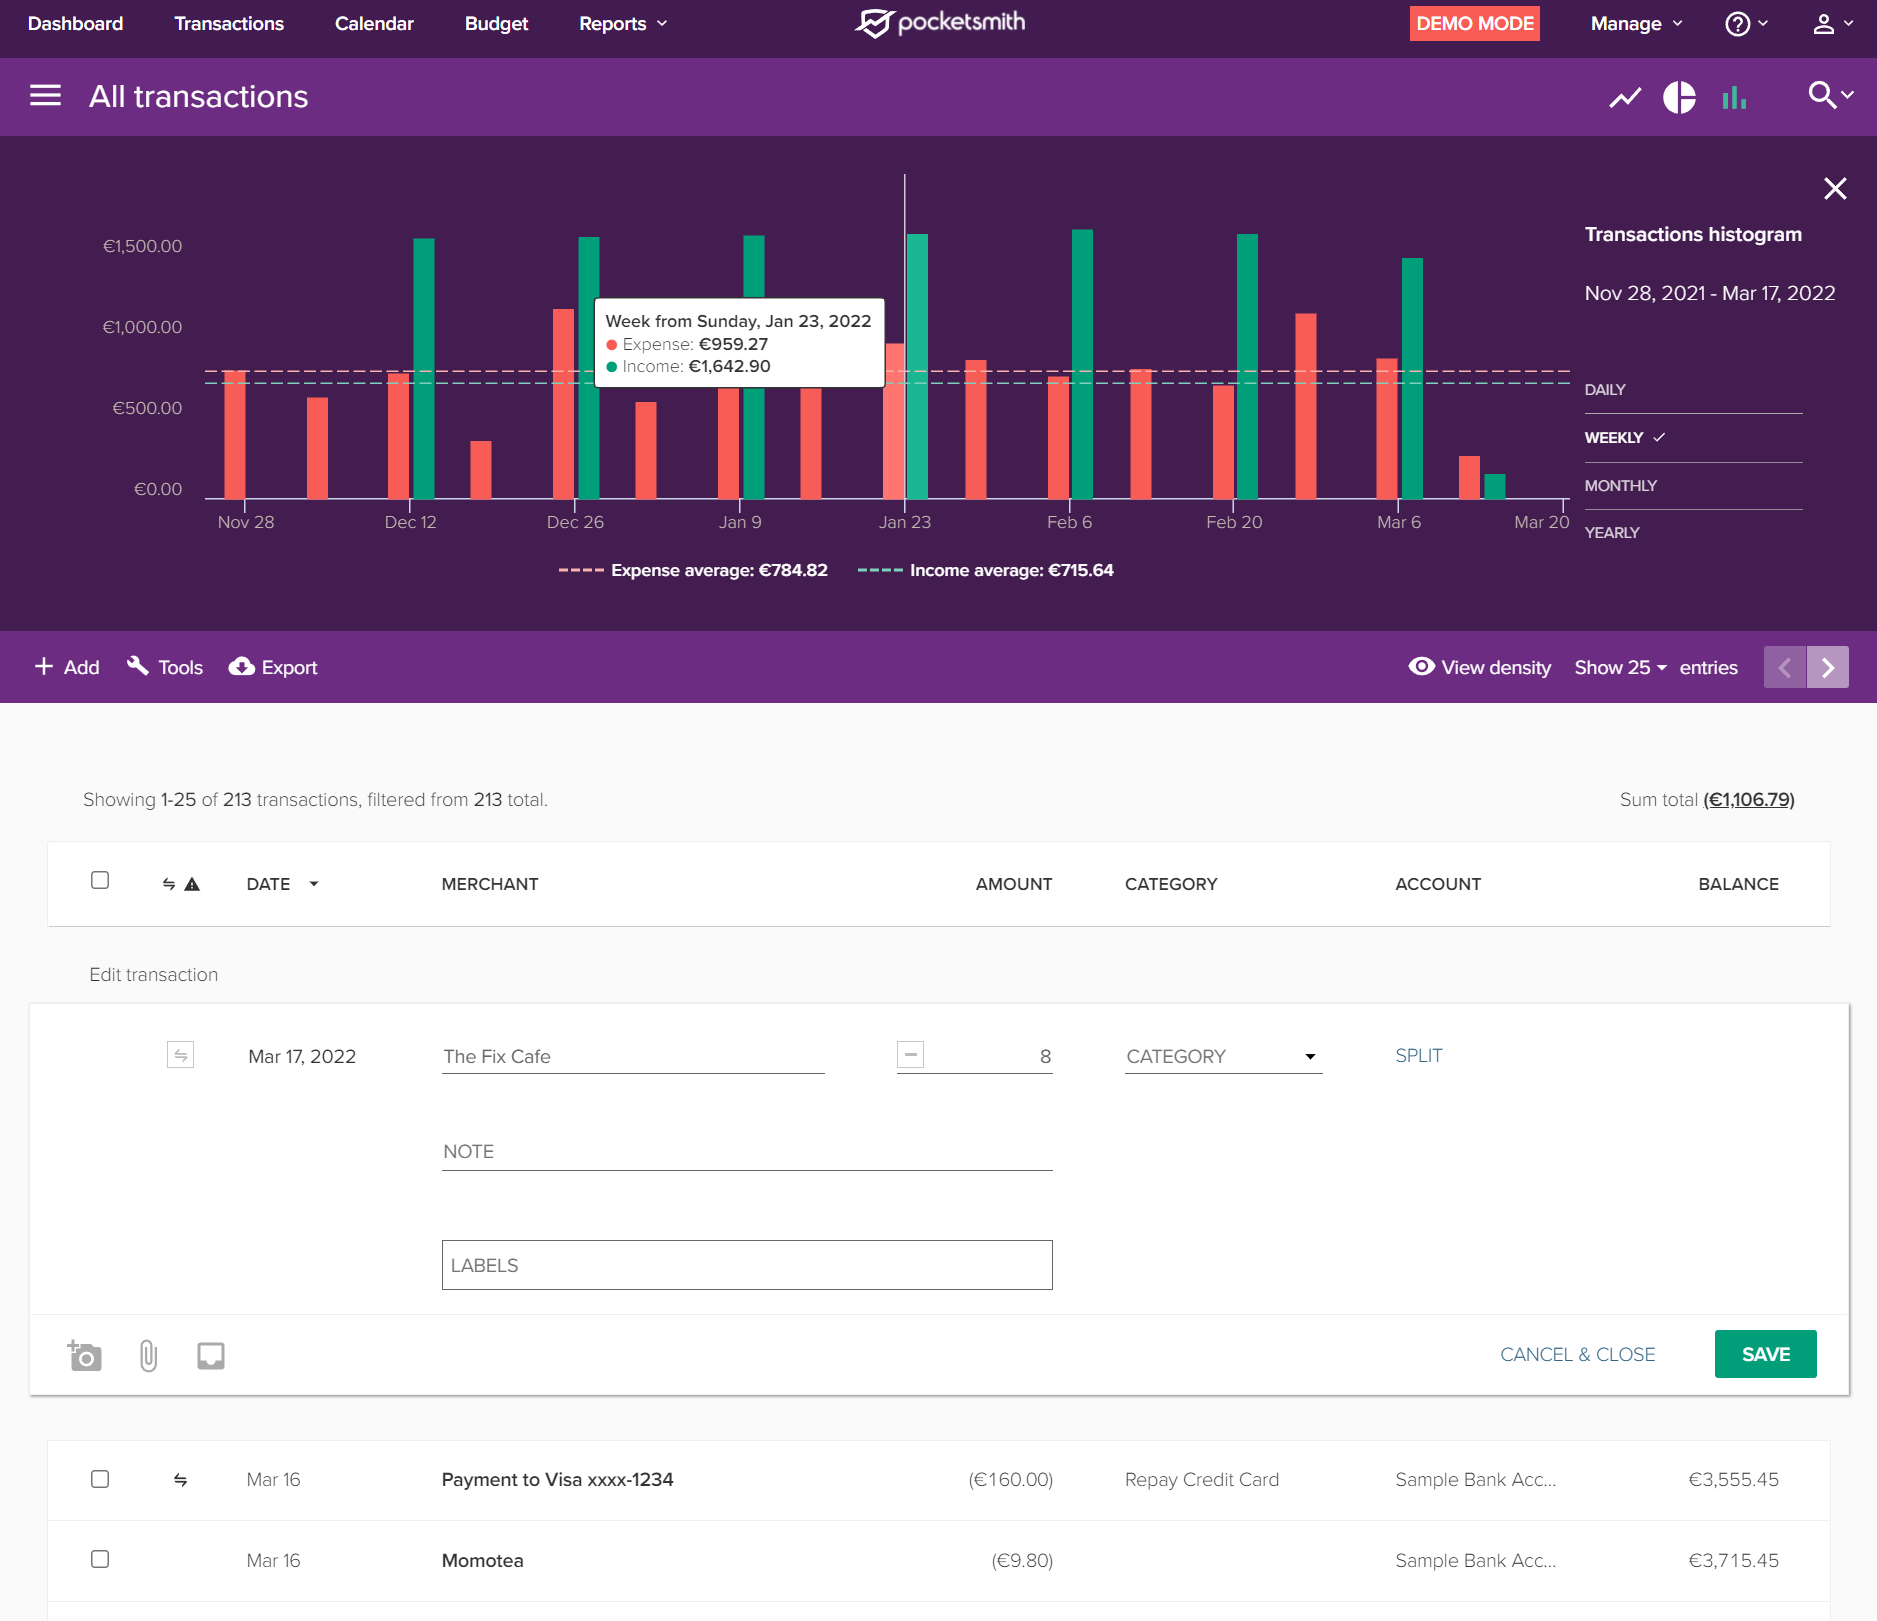 Dashboard Transactions Calendar Budget Reports pocketsmith DEMO MODE Manage
All transactions
Transactions histogram
Nov 28, 2021 - Mar 17, 2022
DAILY
WEEKLY
MONTHLY
YEARLY
€1,500.00
€1,000.00
€500.00
€0.00
Week from Sunday, Jan 23, 2022
Expense: €959.27
Income: €1,642.90
Nov 28 Dec 12 Dec 26 Jan 9 Jan 23 Feb 6 Feb 20 Mar 6 Mar 20
Expense average: €784.82 Income average: €715.64
Add Tools Export View density Show 25 entries
Showing 1-25 of 213 transactions, filtered from 213 total. Sum total (€1,106.79)
DATE MERCHANT AMOUNT CATEGORY ACCOUNT BALANCE
Edit transaction
Mar 17, 2022 The Fix Cafe 8 CATEGORY SPLIT
NOTE
LABELS
CANCEL & CLOSE SAVE
Mar 16 Payment to Visa xxxx-1234 (€160.00) Repay Credit Card Sample Bank Acc... €3,555.45
Mar 16 Momotea (€9.80) Sample Bank Acc... €3,715.45